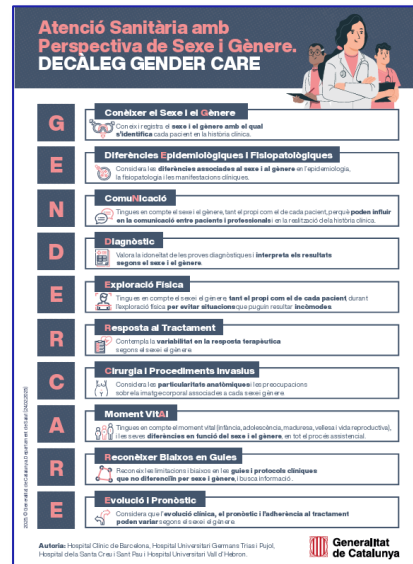 Atenció Sanitària amb
Perspectiva de Sexe i Gènere.
DECÀLEG GENDER CARE
G
Conèixer el Sexe i el Gènere
Coneix i registra el sexe i el gènere amb el qual
s'identifica cada pacient en la història clínica.
E
Diferències Epidemiològiques i Fisiopatològiques
Considera les diferències associades al sexe i al gènere en l'epidemiologia,
la fisiopatologia i les manifestacions clíniques.
N
ComuNicació
Tingues en compte el sexe i el gènere, tant el propi com el de cada pacient, perquè poden influir
en la comunicació entre pacients i professionals i en la realització de la història clínica.
D
Diagnòstic
Valora la idoneïtat de les proves diagnòstiques i interpreta els resultats
segons el sexe i el gènere.
E
Exploració Física
Tingues en compte el sexe i el gènere, tant el propi com el de cada pacient, durant
l'exploració física per evitar situacions que puguin resultar incòmodes.
R
Resposta al Tractament
Contempla la variabilitat en la resposta terapèutica
segons el sexe i el gènere.
C
Cirurgia i Procediments Invasius
Considera les particularitats anatòmiques i les preocupacions
sobre la imatge corporal associades a cada sexe i gènere.
A
Moment VitAl
Tingues en compte el moment vital (infància, adolescència, maduresa, vellesa i vida reproductiva),
i les seves diferències en funció del sexe i el gènere, en tot el procés assistencial.
R
Reconèixer Biaixos en Guies
Reconeix les limitacions i biaixos en les guies i protocols clínics
que no diferenciïn per sexe i gènere, i busca informació.
E
Evolució i Pronòstic
Considera que l'evolució clínica, el pronòstic i l'adherència al tractament
poden variar segons el sexe i el gènere.
Autoria: Hospital Clínic de Barcelona, Hospital Universitari Germans Trias i Pujol,
Hospital de la Santa Creu i Sant Pau i Hospital Universitari Vall d'Hebron.
Generalitat
de Catalunya